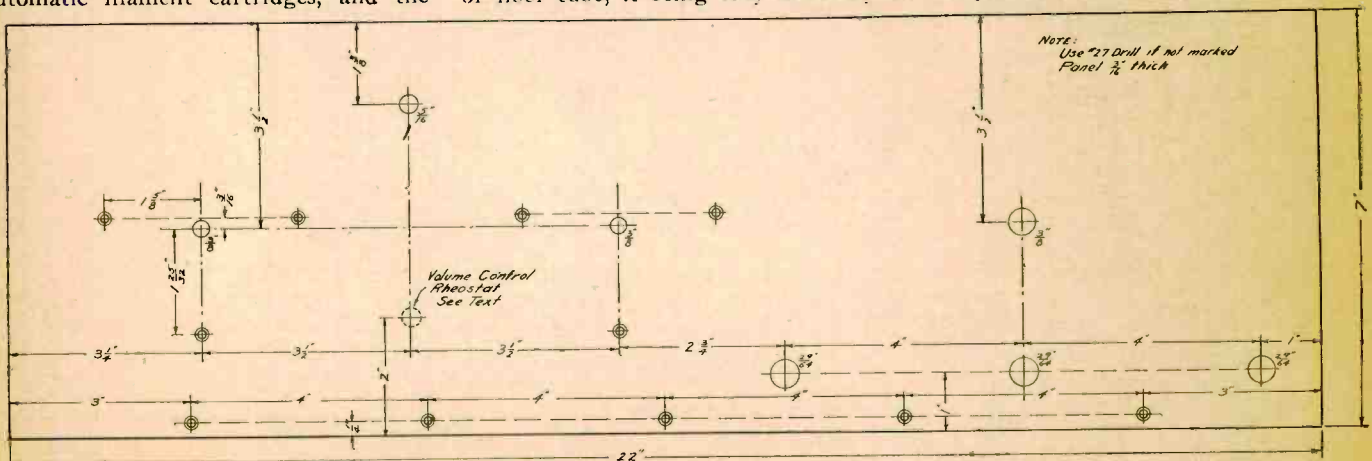 utomatic filament cartridges, and the
NOTE:
Use #27 Drill if not marked
Panel 3/16" thick
1 3/8"
5/16"
3 1/2"
3 1/2"
7"
1 5/8"
3/16"
3/8"
3/8"
3/8"
1 25/32"
Volume Control
Rheostat
See Text
3 1/4" 3 1/2" 3 1/2" 2 3/4" 4" 4" 1"
29/64" 29/64" 29/64"
2"
1"
3" 4" 4" 4" 4" 3"
1/4"
22"